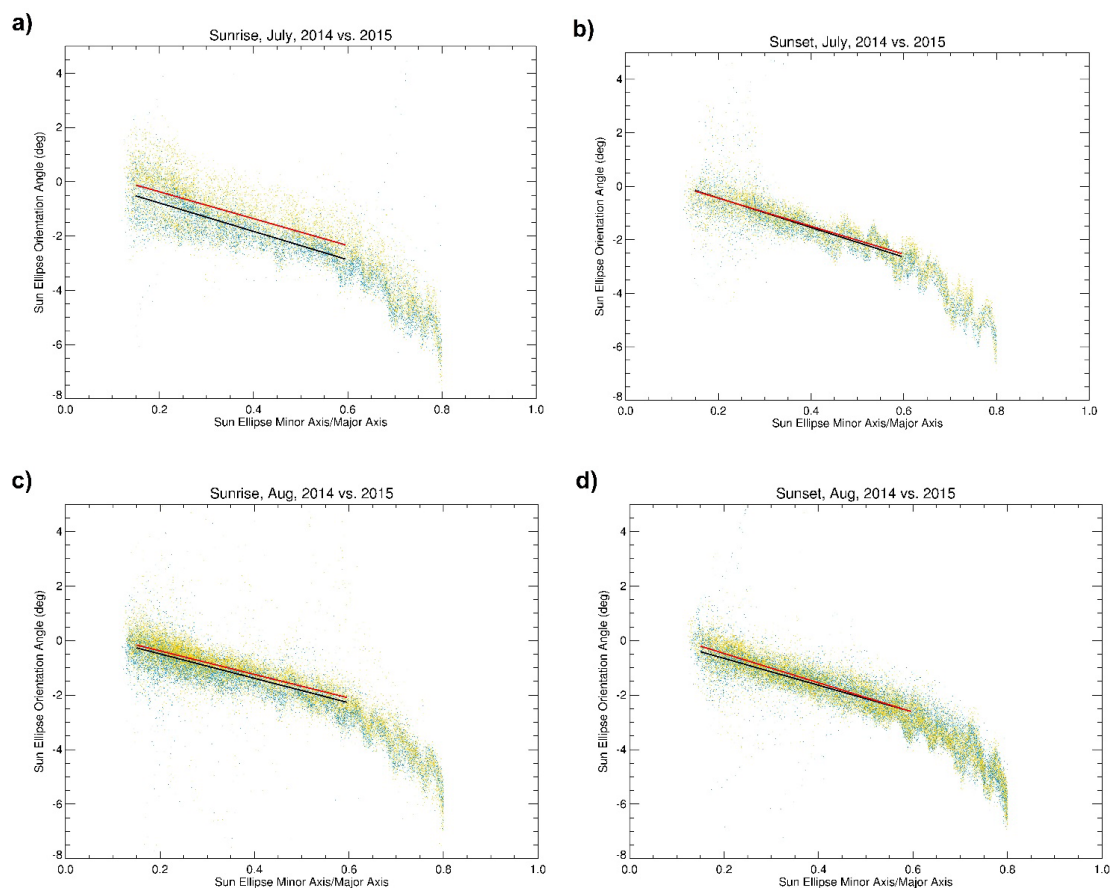 a)
Sunrise, July, 2014 vs. 2015
Sun Ellipse Orientation Angle (deg)
4
2
0
-2
-4
-6
-8
0.0 0.2 0.4 0.6 0.8 1.0
Sun Ellipse Minor Axis/Major Axis
b)
Sunset, July, 2014 vs. 2015
Sun Ellipse Orientation Angle (deg)
4
2
0
-2
-4
-6
-8
0.0 0.2 0.4 0.6 0.8 1.0
Sun Ellipse Minor Axis/Major Axis
c)
Sunrise, Aug, 2014 vs. 2015
Sun Ellipse Orientation Angle (deg)
4
2
0
-2
-4
-6
-8
0.0 0.2 0.4 0.6 0.8 1.0
Sun Ellipse Minor Axis/Major Axis
d)
Sunset, Aug, 2014 vs. 2015
Sun Ellipse Orientation Angle (deg)
4
2
0
-2
-4
-6
-8
0.0 0.2 0.4 0.6 0.8 1.0
Sun Ellipse Minor Axis/Major Axis